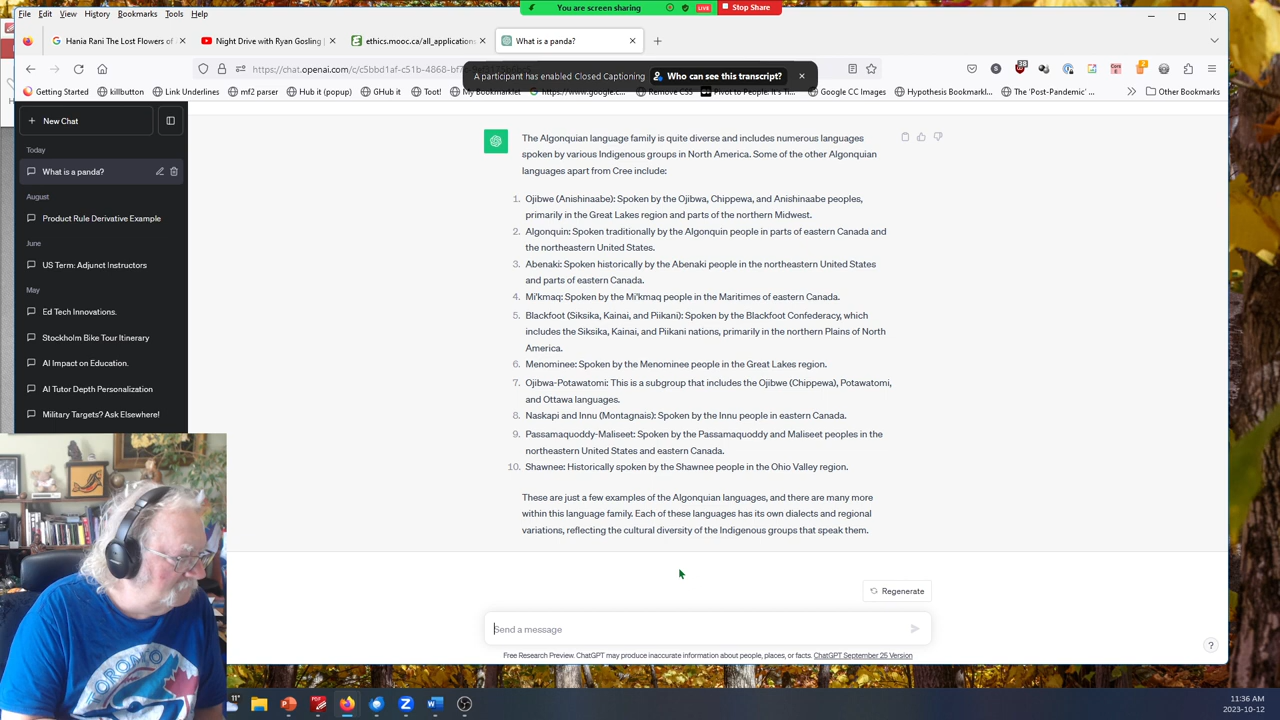 You are screen sharing
LIVE
Stop Share
File Edit View History Bookmarks Tools Help
Hania Rani The Lost Flowers of
Night Drive with Ryan Gosling |
ethics.mooc.ca/all_application
What is a panda?
https://chat.openai.com/c/c5bbd1af-c51b-4868-bf7
A participant has enabled Closed Captioning
Who can see this transcript?
38
2
Getting Started
killbutton
Link Underlines
mf2 parser
Hub it (popup)
GHub it
Toot!
My Bookmarklet
https://www.google.c...
Remove CSS
Pivot to People: It's Ti...
Google CC Images
Hypothesis Bookmarkl...
The 'Post-Pandemic' ...
Other Bookmarks
New Chat
Today
What is a panda?
August
Product Rule Derivative Example
June
US Term: Adjunct Instructors
May
Ed Tech Innovations.
Stockholm Bike Tour Itinerary
AI Impact on Education.
AI Tutor Depth Personalization
Military Targets? Ask Elsewhere!
The Algonquian language family is quite diverse and includes numerous languages
spoken by various Indigenous groups in North America. Some of the other Algonquian
languages apart from Cree include:
1. Ojibwe (Anishinaabe): Spoken by the Ojibwa, Chippewa, and Anishinaabe peoples,
primarily in the Great Lakes region and parts of the northern Midwest.
2. Algonquin: Spoken traditionally by the Algonquin people in parts of eastern Canada and
the northeastern United States.
3. Abenaki: Spoken historically by the Abenaki people in the northeastern United States
and parts of eastern Canada.
4. Mi'kmaq: Spoken by the Mi'kmaq people in the Maritimes of eastern Canada.
5. Blackfoot (Siksika, Kainai, and Piikani): Spoken by the Blackfoot Confederacy, which
includes the Siksika, Kainai, and Piikani nations, primarily in the northern Plains of North
America.
6. Menominee: Spoken by the Menominee people in the Great Lakes region.
7. Ojibwa-Potawatomi: This is a subgroup that includes the Ojibwe (Chippewa), Potawatomi,
and Ottawa languages.
8. Naskapi and Innu (Montagnais): Spoken by the Innu people in eastern Canada.
9. Passamaquoddy-Maliseet: Spoken by the Passamaquoddy and Maliseet peoples in the
northeastern United States and eastern Canada.
10. Shawnee: Historically spoken by the Shawnee people in the Ohio Valley region.
These are just a few examples of the Algonquian languages, and there are many more
within this language family. Each of these languages has its own dialects and regional
variations, reflecting the cultural diversity of the Indigenous groups that speak them.
Regenerate
Send a message
Free Research Preview. ChatGPT may produce inaccurate information about people, places, or facts. ChatGPT September 25 Version
?
11°
11:36 AM
2023-10-12